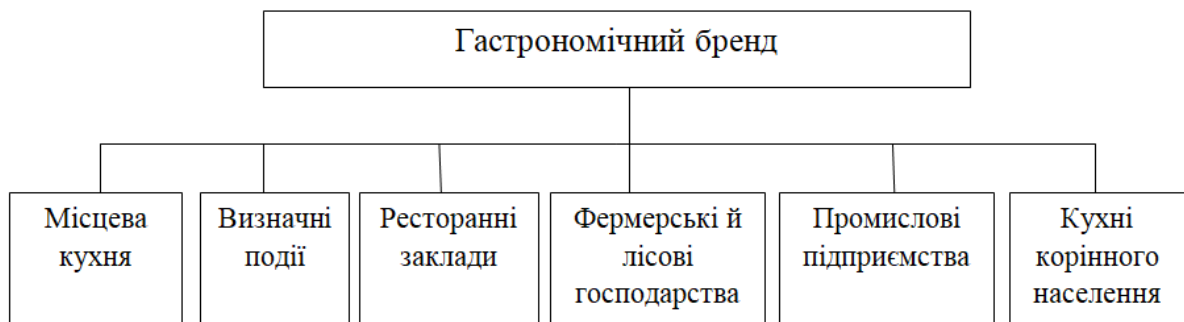 Гастрономічний бренд
Місцева
кухня
Визначні
події
Ресторанні
заклади
Фермерські й
лісові
господарства
Промислові
підприємства
Кухні
корінного
населення